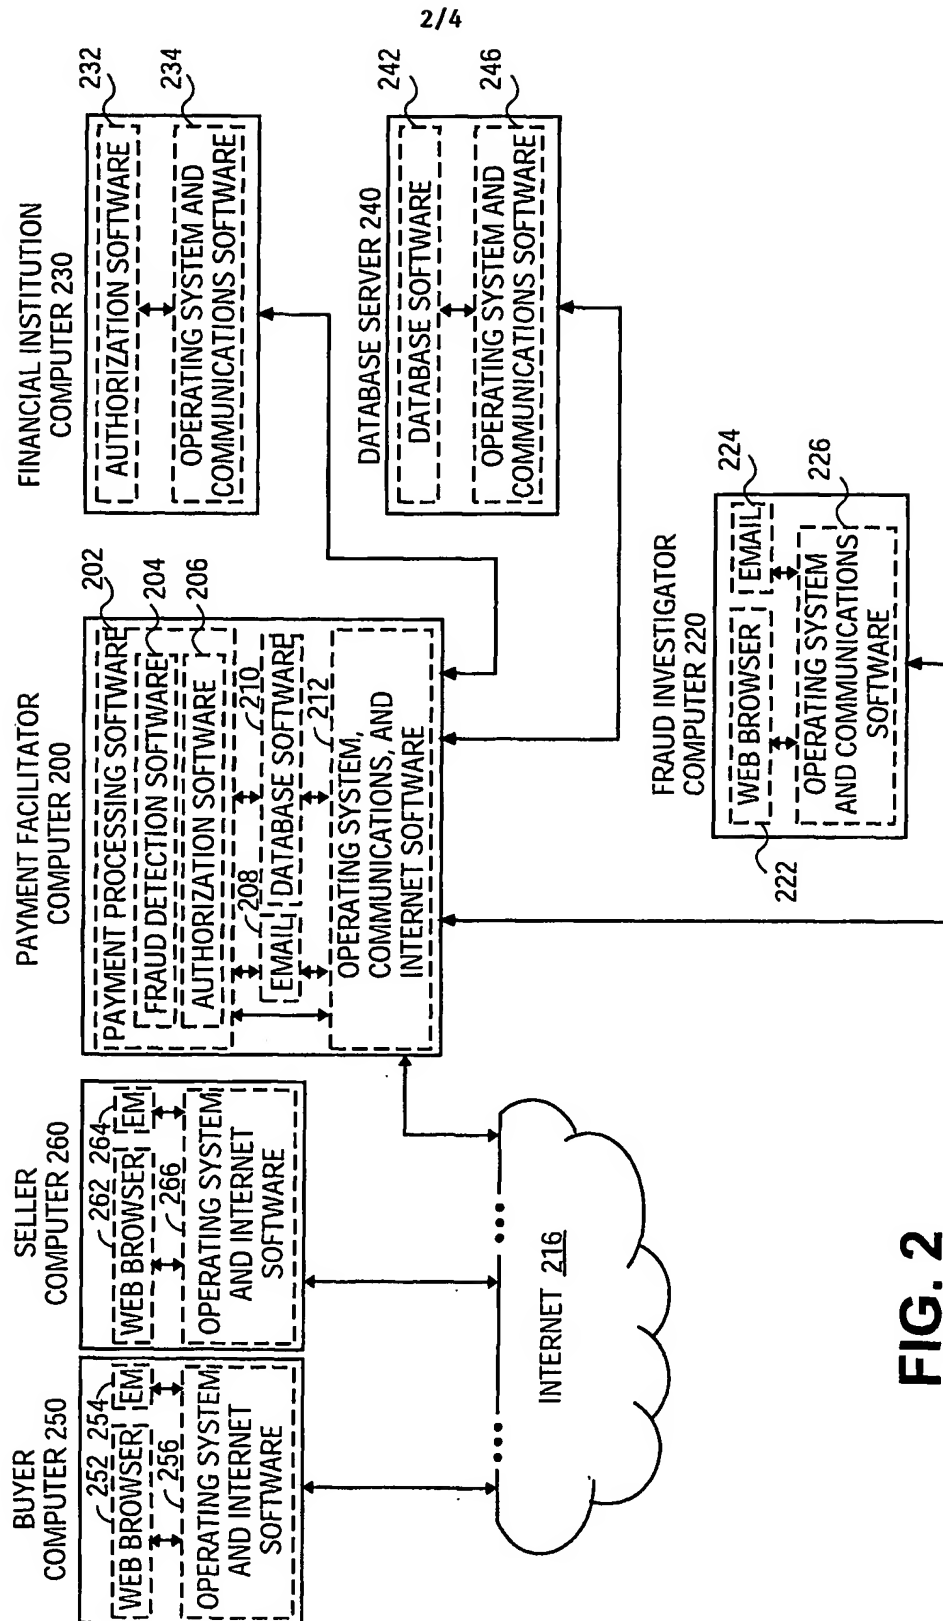 2/4
BUYER
COMPUTER 250
252
254
WEB BROWSER
EM
256
OPERATING SYSTEM
AND INTERNET
SOFTWARE
SELLER
COMPUTER 260
262
264
WEB BROWSER
EM
266
OPERATING SYSTEM
AND INTERNET
SOFTWARE
PAYMENT FACILITATOR
COMPUTER 200
PAYMENT PROCESSING SOFTWARE
202
FRAUD DETECTION SOFTWARE
204
AUTHORIZATION SOFTWARE
206
208
210
EMAIL
DATABASE SOFTWARE
212
OPERATING SYSTEM,
COMMUNICATIONS, AND
INTERNET SOFTWARE
FINANCIAL INSTITUTION
COMPUTER 230
AUTHORIZATION SOFTWARE
232
OPERATING SYSTEM AND
COMMUNICATIONS SOFTWARE
234
DATABASE SERVER 240
DATABASE SOFTWARE
242
OPERATING SYSTEM AND
COMMUNICATIONS SOFTWARE
246
FRAUD INVESTIGATOR
COMPUTER 220
WEB BROWSER
EMAIL
222
224
OPERATING SYSTEM
AND COMMUNICATIONS
SOFTWARE
226
INTERNET 216
FIG. 2